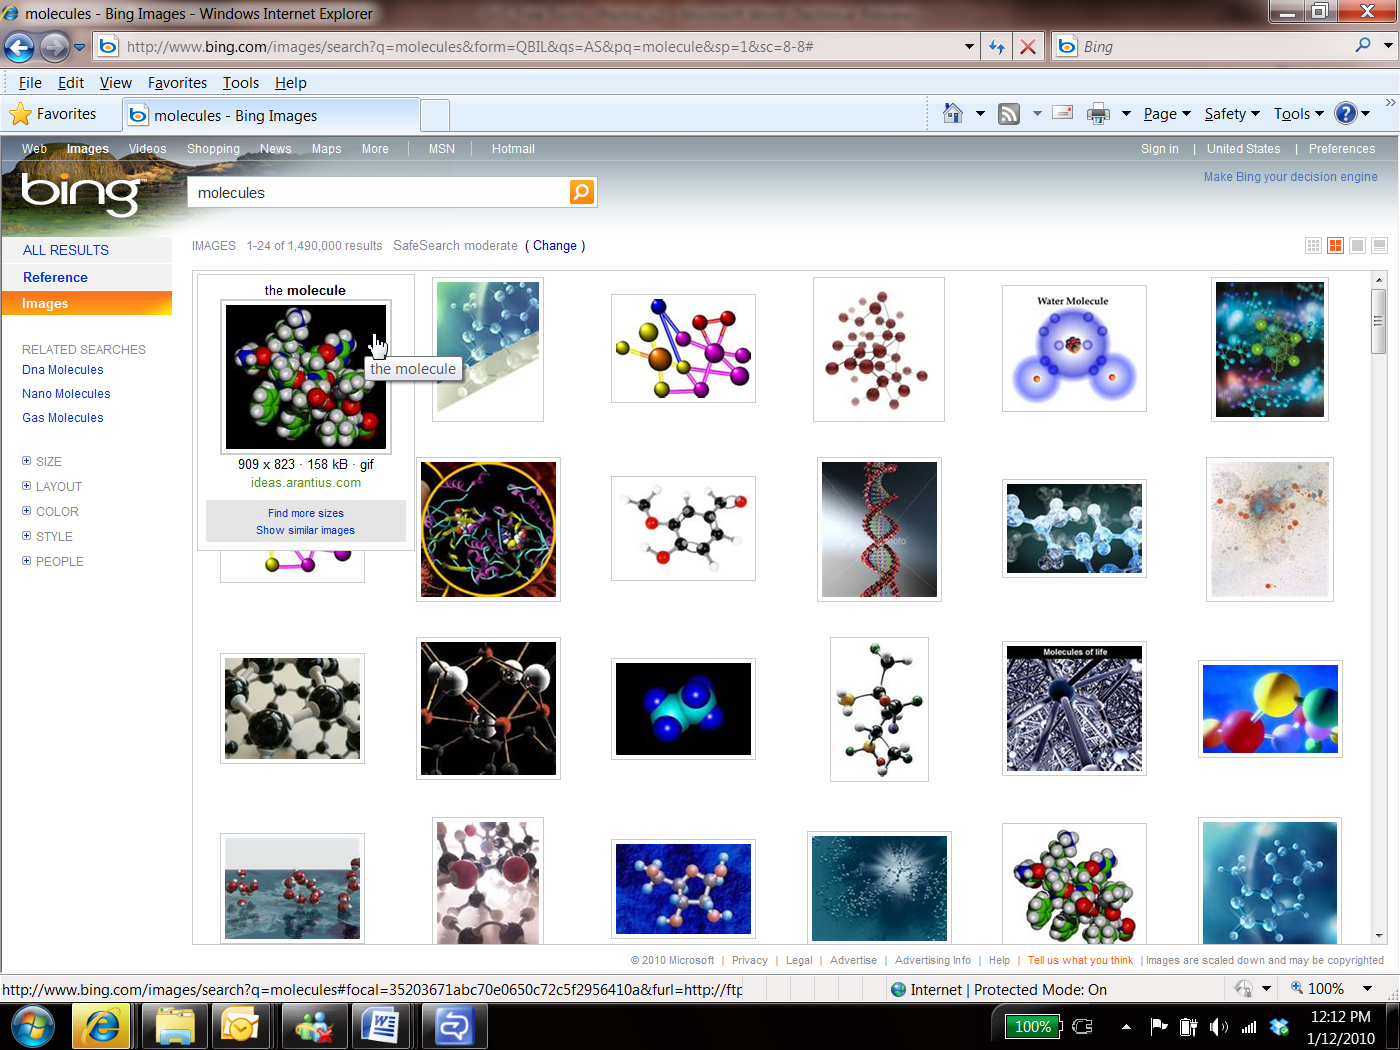 molecules - Bing Images - Windows Internet Explorer
http://www.bing.com/images/search?q=molecules&form=QBIL&qs=AS&pq=molecule&sp=1&sc=8-8#
Bing
File Edit View Favorites Tools Help
Favorites
molecules - Bing Images
Page Safety Tools
Web Images Videos Shopping News Maps More | MSN | Hotmail
Sign in | United States | Preferences
bing™
molecules
Make Bing your decision engine
ALL RESULTS
Reference
Images
IMAGES 1-24 of 1,490,000 results SafeSearch moderate ( Change )
RELATED SEARCHES
Dna Molecules
Nano Molecules
Gas Molecules
SIZE
LAYOUT
COLOR
STYLE
PEOPLE
the molecule
the molecule
909 x 823 · 158 kB · gif
ideas.arantius.com
Find more sizes
Show similar images
Water Molecule
Molecules of life
© 2010 Microsoft | Privacy | Legal | Advertise | Advertising Info | Help | Tell us what you think | Images are scaled down and may be copyrighted
http://www.bing.com/images/search?q=molecules#focal=35203671abc70e0650c72c5f2956410a&furl=http://ftp
Internet | Protected Mode: On
100%
100%
12:12 PM
1/12/2010